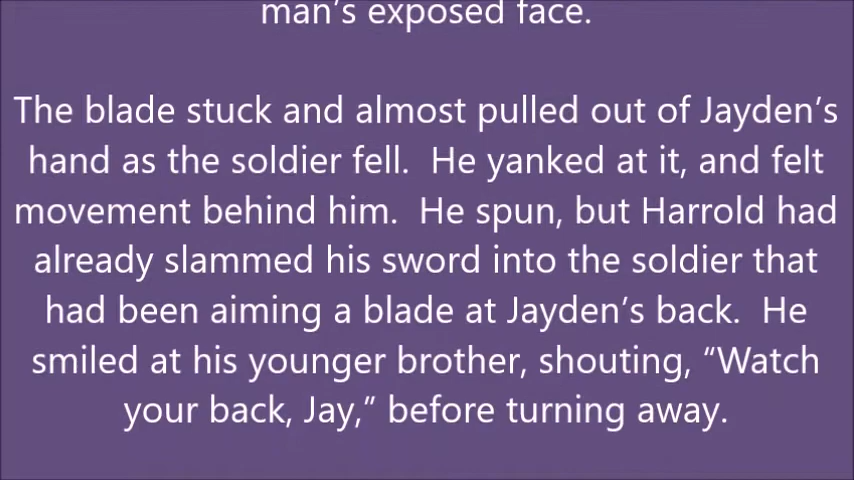 man’s exposed face.
The blade stuck and almost pulled out of Jayden’s
hand as the soldier fell.  He yanked at it, and felt
movement behind him.  He spun, but Harrold had
already slammed his sword into the soldier that
had been aiming a blade at Jayden’s back.  He
smiled at his younger brother, shouting, “Watch
your back, Jay,” before turning away.